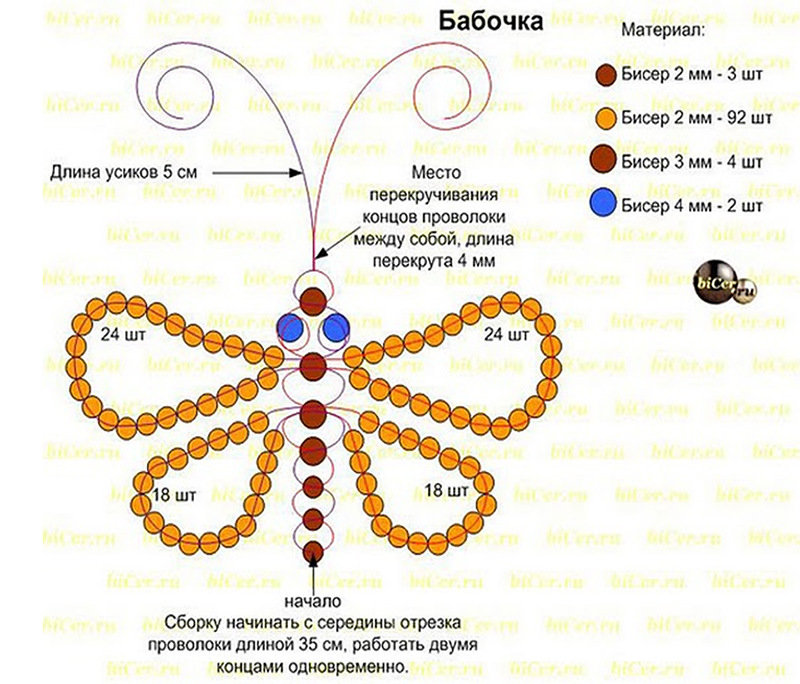 Бабочка
Материал:
Бисер 2 мм - 3 шт
Бисер 2 мм - 92 шт
Бисер 3 мм - 4 шт
Бисер 4 мм - 2 шт
biCer.ru
Длина усиков 5 см
Место
перекручивания
концов проволоки
между собой, длина
перекрута 4 мм
24 шт
24 шт
18 шт
18 шт
начало
Сборку начинать с середины отрезка
проволоки длиной 35 см, работать двумя
концами одновременно.